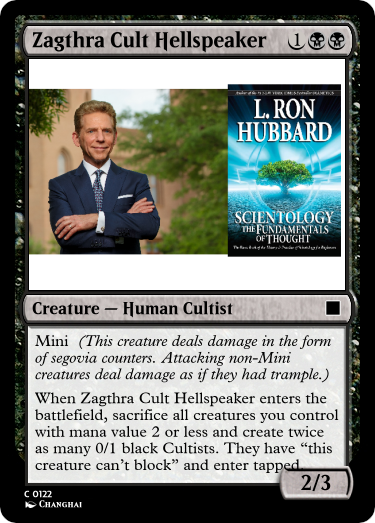 Zagthra Cult Hellspeaker 1
L. RON
HUBBARD
SCIENTOLOGY
THE FUNDAMENTALS
OF THOUGHT
Creature — Human Cultist
Mini (This creature deals damage in the form
of segovia counters. Attacking non-Mini
creatures deal damage as if they had trample.)
When Zagthra Cult Hellspeaker enters the
battlefield, sacrifice all creatures you control
with mana value 2 or less and create twice
as many 0/1 black Cultists. They have “this
creature can’t block” and enter tapped.
2/3
C 0122
CHANGHAI